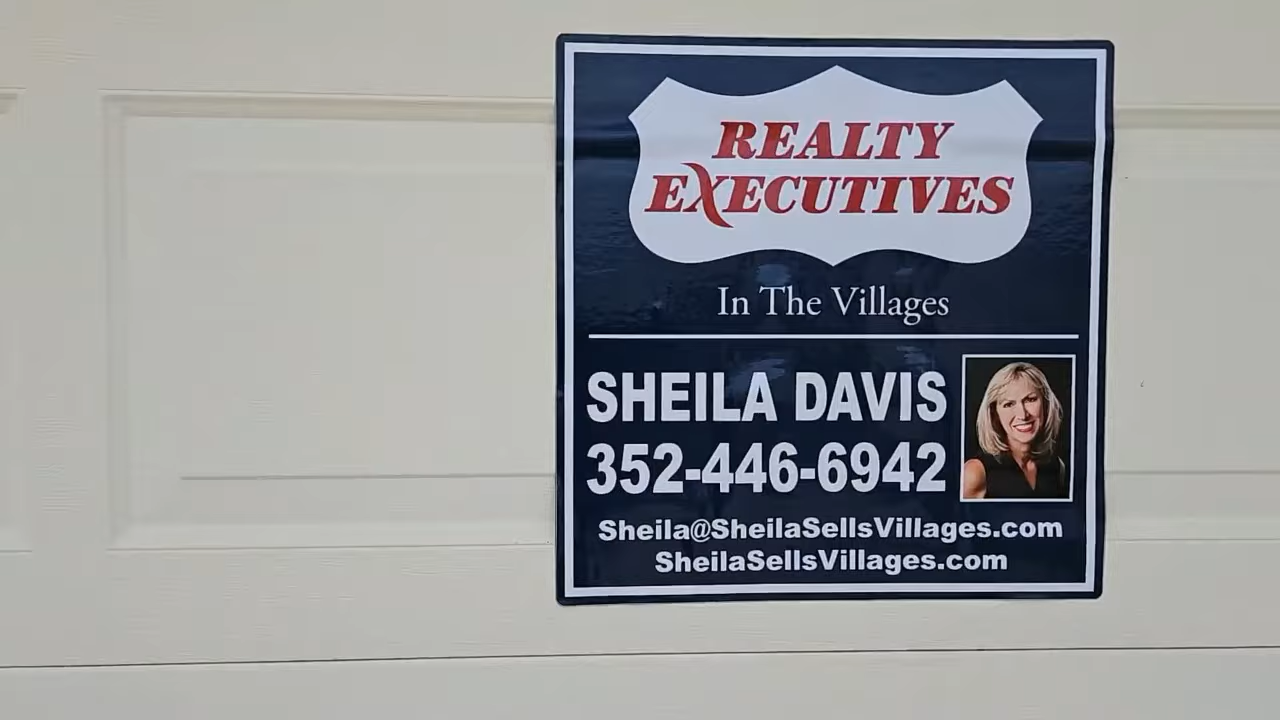 REALTY
EXECUTIVES
In The Villages
SHEILA DAVIS
352-446-6942
Sheila@SheilaSellsVillages.com
SheilaSellsVillages.com